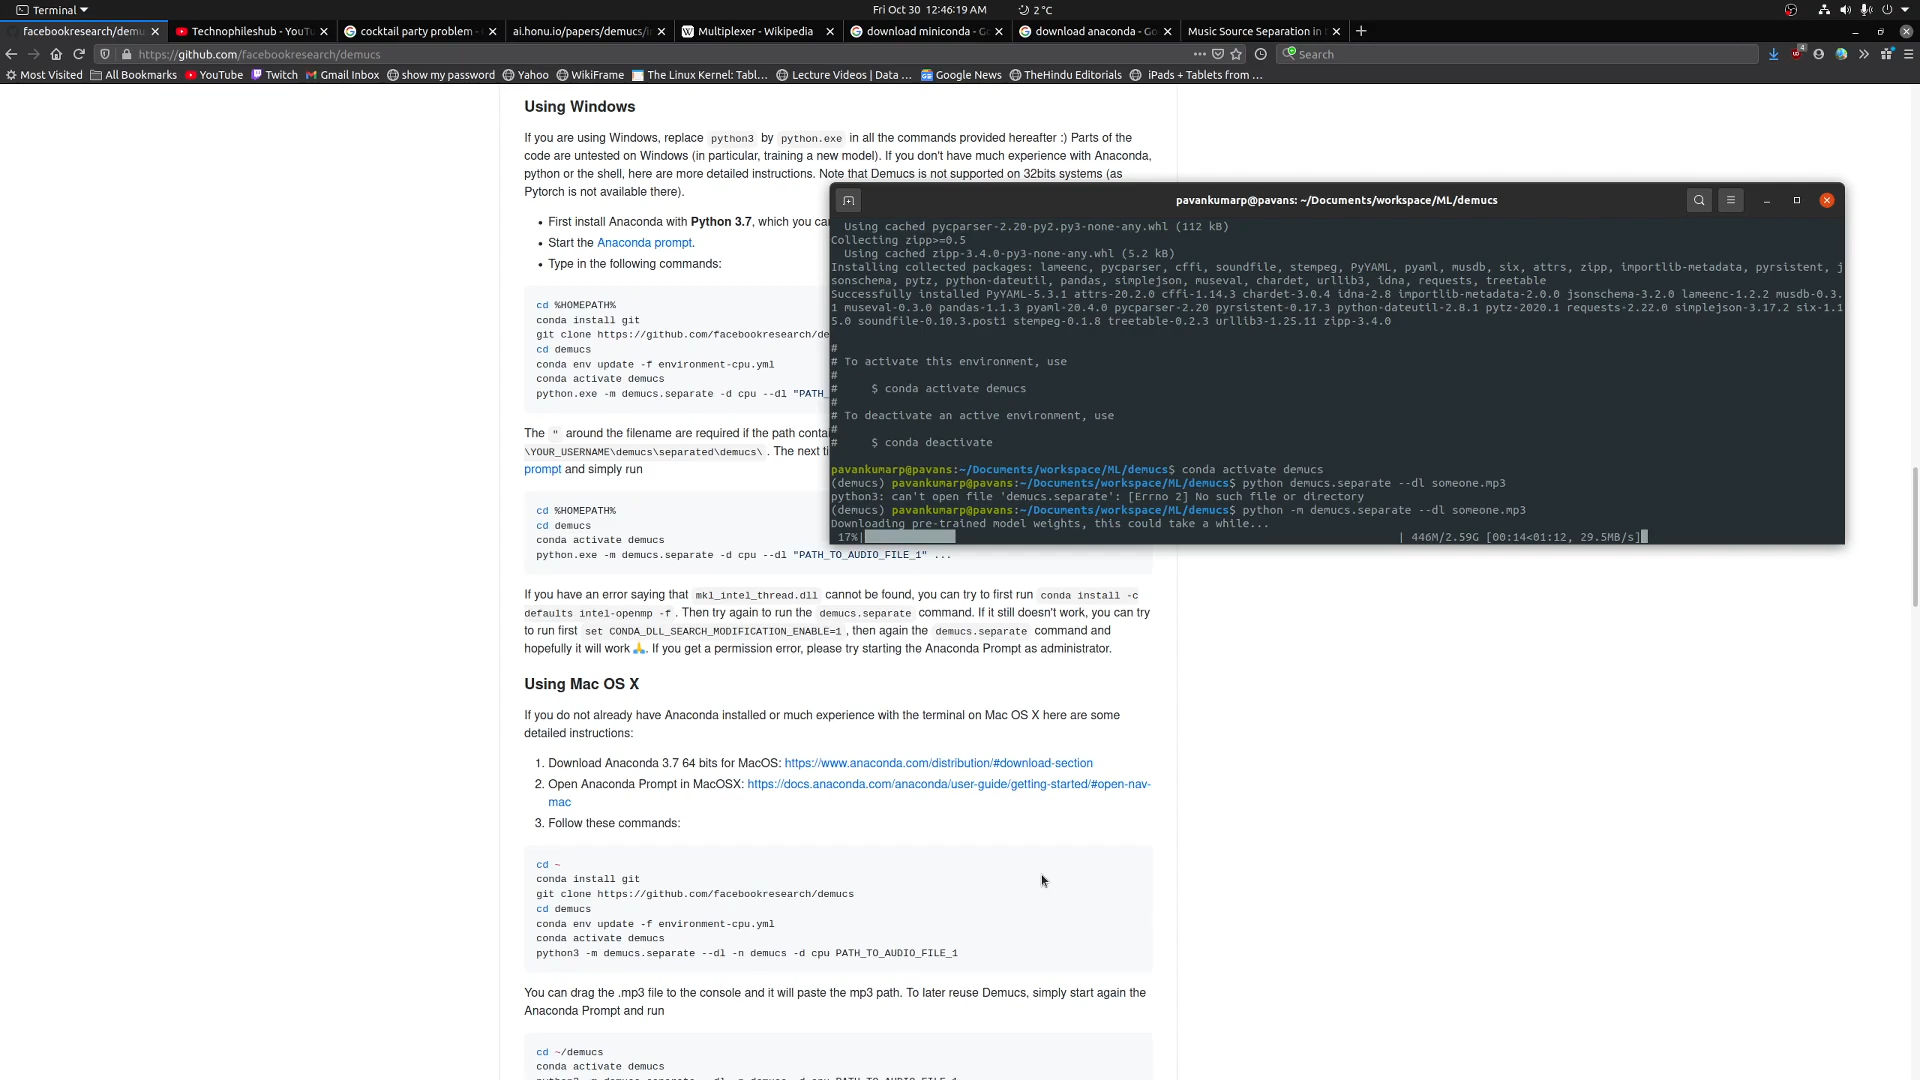 Terminal
Fri Oct 30 12:46:19 AM
2 °C
facebookresearch/demu
Technophileshub - YouT
cocktail party problem -
ai.honu.io/papers/demucs/
Multiplexer - Wikipedia
download miniconda - Go
download anaconda - Go
Music Source Separation in
https://github.com/facebookresearch/demucs
Search
4
Most Visited
All Bookmarks
YouTube
Twitch
Gmail Inbox
show my password
Yahoo
WikiFrame
The Linux Kernel: Tabl...
Lecture Videos | Data ...
Google News
TheHindu Editorials
iPads + Tablets from ...
Using Windows
If you are using Windows, replace python3 by python.exe in all the commands provided hereafter :) Parts of the
code are untested on Windows (in particular, training a new model). If you don't have much experience with Anaconda,
python or the shell, here are more detailed instructions. Note that Demucs is not supported on 32bits systems (as
Pytorch is not available there).
• First install Anaconda with Python 3.7, which you can
• Start the Anaconda prompt.
• Type in the following commands:
cd %HOMEPATH%
conda install git
git clone https://github.com/facebookresearch/de
cd demucs
conda env update -f environment-cpu.yml
conda activate demucs
python.exe -m demucs.separate -d cpu --dl "PATH_
The " around the filename are required if the path conta
\YOUR_USERNAME\demucs\separated\demucs\ . The next ti
prompt and simply run
cd %HOMEPATH%
cd demucs
conda activate demucs
python.exe -m demucs.separate -d cpu --dl "PATH_TO_AUDIO_FILE_1" ...
pavankumarp@pavans: ~/Documents/workspace/ML/demucs
Using cached pycparser-2.20-py2.py3-none-any.whl (112 kB)
Collecting zipp>=0.5
Using cached zipp-3.4.0-py3-none-any.whl (5.2 kB)
Installing collected packages: lameenc, pycparser, cffi, soundfile, stempeg, PyYAML, pyaml, musdb, six, attrs, zipp, importlib-metadata, pyrsistent, j
sonschema, pytz, python-dateutil, pandas, simplejson, museval, chardet, urllib3, idna, requests, treetable
Successfully installed PyYAML-5.3.1 attrs-20.2.0 cffi-1.14.3 chardet-3.0.4 idna-2.8 importlib-metadata-2.0.0 jsonschema-3.2.0 lameenc-1.2.2 musdb-0.3.
1 museval-0.3.0 pandas-1.1.3 pyaml-20.4.0 pycparser-2.20 pyrsistent-0.17.3 python-dateutil-2.8.1 pytz-2020.1 requests-2.22.0 simplejson-3.17.2 six-1.1
5.0 soundfile-0.10.3.post1 stempeg-0.1.8 treetable-0.2.3 urllib3-1.25.11 zipp-3.4.0
#
# To activate this environment, use
#
#     $ conda activate demucs
#
# To deactivate an active environment, use
#
#     $ conda deactivate
pavankumarp@pavans:~/Documents/workspace/ML/demucs$ conda activate demucs
(demucs) pavankumarp@pavans:~/Documents/workspace/ML/demucs$ python demucs.separate --dl someone.mp3
python3: can't open file 'demucs.separate': [Errno 2] No such file or directory
(demucs) pavankumarp@pavans:~/Documents/workspace/ML/demucs$ python -m demucs.separate --dl someone.mp3
Downloading pre-trained model weights, this could take a while...
17%| | 446M/2.59G [00:14<01:12, 29.5MB/s]
If you have an error saying that mkl_intel_thread.dll cannot be found, you can try to first run conda install -c
defaults intel-openmp -f . Then try again to run the demucs.separate command. If it still doesn't work, you can try
to run first set CONDA_DLL_SEARCH_MODIFICATION_ENABLE=1 , then again the demucs.separate command and
hopefully it will work 🙏. If you get a permission error, please try starting the Anaconda Prompt as administrator.
Using Mac OS X
If you do not already have Anaconda installed or much experience with the terminal on Mac OS X here are some
detailed instructions:
1. Download Anaconda 3.7 64 bits for MacOS: https://www.anaconda.com/distribution/#download-section
2. Open Anaconda Prompt in MacOSX: https://docs.anaconda.com/anaconda/user-guide/getting-started/#open-nav-
mac
3. Follow these commands:
cd ~
conda install git
git clone https://github.com/facebookresearch/demucs
cd demucs
conda env update -f environment-cpu.yml
conda activate demucs
python3 -m demucs.separate --dl -n demucs -d cpu PATH_TO_AUDIO_FILE_1
You can drag the .mp3 file to the console and it will paste the mp3 path. To later reuse Demucs, simply start again the
Anaconda Prompt and run
cd ~/demucs
conda activate demucs